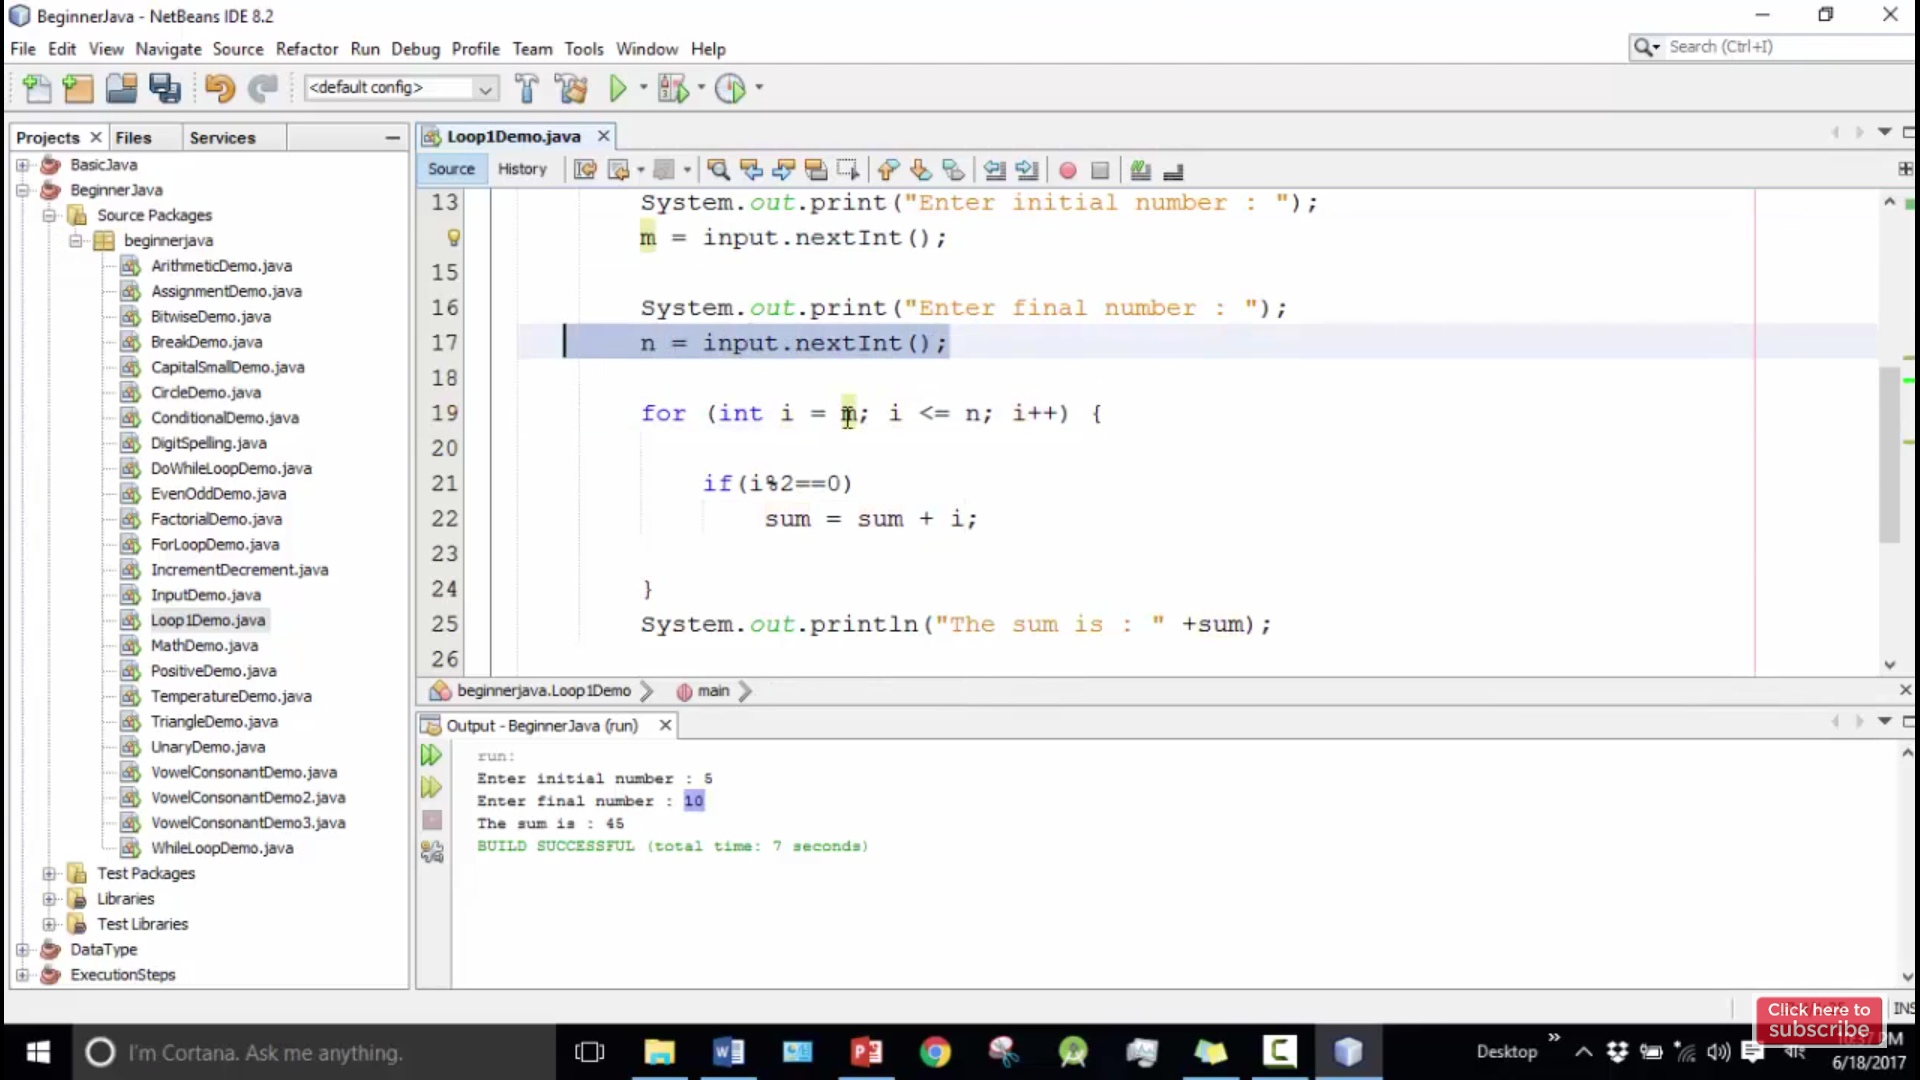 BeginnerJava - NetBeans IDE 8.2
File Edit View Navigate Source Refactor Run Debug Profile Team Tools Window Help
Search (Ctrl+I)
<default config>
Projects Files Services
BasicJava
BeginnerJava
Source Packages
beginnerjava
ArithmeticDemo.java
AssignmentDemo.java
BitwiseDemo.java
BreakDemo.java
CapitalSmallDemo.java
CircleDemo.java
ConditionalDemo.java
DigitSpelling.java
DoWhileLoopDemo.java
EvenOddDemo.java
FactorialDemo.java
ForLoopDemo.java
IncrementDecrement.java
InputDemo.java
Loop1Demo.java
MathDemo.java
PositiveDemo.java
TemperatureDemo.java
TriangleDemo.java
UnaryDemo.java
VowelConsonantDemo.java
VowelConsonantDemo2.java
VowelConsonantDemo3.java
WhileLoopDemo.java
Test Packages
Libraries
Test Libraries
DataType
ExecutionSteps
Loop1Demo.java
Source History
13 System.out.print("Enter initial number : ");
m = input.nextInt();
15
16 System.out.print("Enter final number : ");
17 n = input.nextInt();
18
19 for (int i = m; i <= n; i++) {
20
21 if(i%2==0)
22 sum = sum + i;
23
24 }
25 System.out.println("The sum is : " +sum);
26
beginnerjava.Loop1Demo main
Output - BeginnerJava (run)
run:
Enter initial number : 5
Enter final number : 10
The sum is : 45
BUILD SUCCESSFUL (total time: 7 seconds)
INS
Click here to
subscribe
I'm Cortana. Ask me anything.
Desktop
PM
6/18/2017